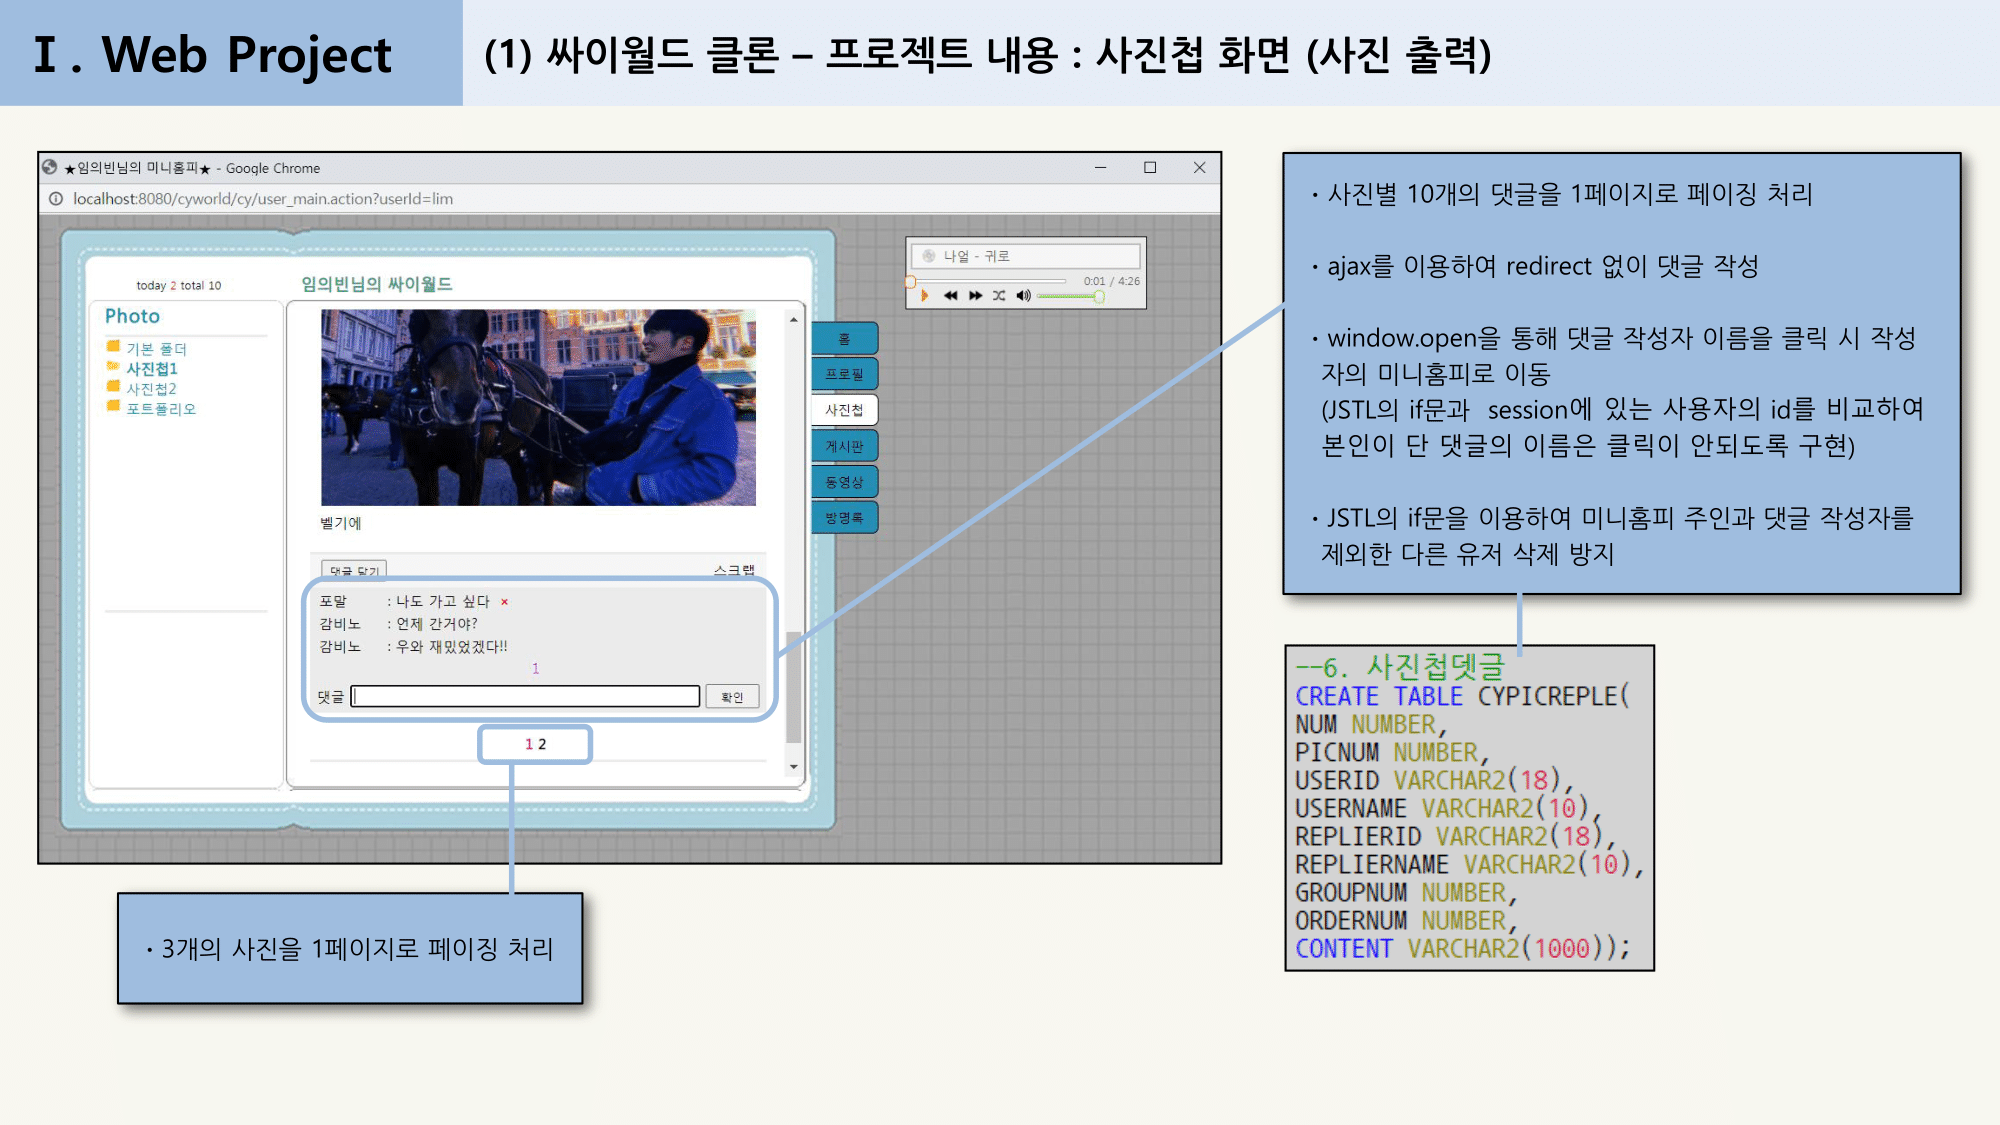 I. Web Project
(1) 싸이월드 클론 – 프로젝트 내용 : 사진첩 화면 (사진 출력)
★임의빈님의 미니홈피★ - Google Chrome
localhost:8080/cyworld/cy/user_main.action?userId=lim
today 2 total 10
임의빈님의 싸이월드
Photo
기본 폴더
사진첩1
사진첩2
포트폴리오
벨기에
댓글 달기
스크랩
포말 : 나도 가고 싶다 ×
감비노 : 언제 간거야?
감비노 : 우와 재밌었겠다!!
1
댓글
확인
1 2
홈
프로필
사진첩
게시판
동영상
방명록
나얼 - 귀로
0:01 / 4:26
· 3개의 사진을 1페이지로 페이징 처리
· 사진별 10개의 댓글을 1페이지로 페이징 처리
· ajax를 이용하여 redirect 없이 댓글 작성
· window.open을 통해 댓글 작성자 이름을 클릭 시 작성
자의 미니홈피로 이동
(JSTL의 if문과 session에 있는 사용자의 id를 비교하여
본인이 단 댓글의 이름은 클릭이 안되도록 구현)
· JSTL의 if문을 이용하여 미니홈피 주인과 댓글 작성자를
제외한 다른 유저 삭제 방지
--6. 사진첩뎃글
CREATE TABLE CYPICREPLE(
NUM NUMBER,
PICNUM NUMBER,
USERID VARCHAR2(18),
USERNAME VARCHAR2(10),
REPLIERID VARCHAR2(18),
REPLIERNAME VARCHAR2(10),
GROUPNUM NUMBER,
ORDERNUM NUMBER,
CONTENT VARCHAR2(1000));